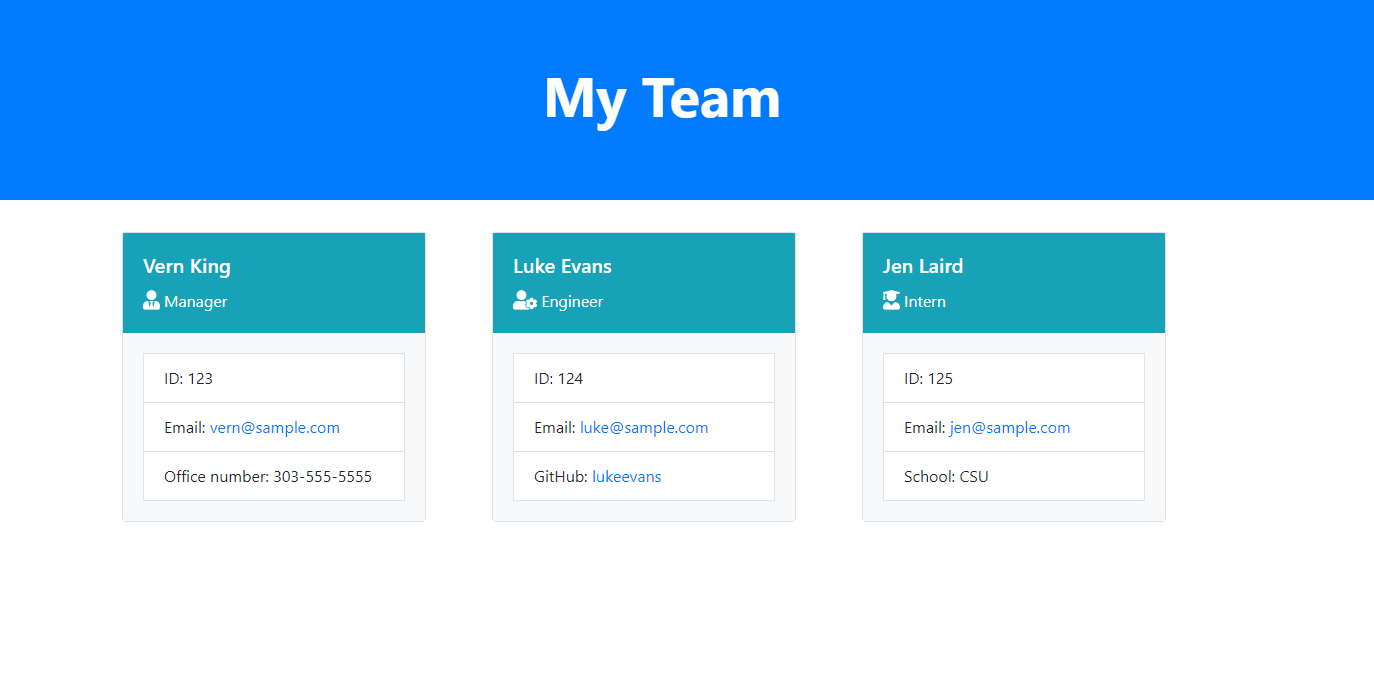 My Team
Vern King
Manager
ID: 123
Email: vern@sample.com
Office number: 303-555-5555
Luke Evans
Engineer
ID: 124
Email: luke@sample.com
GitHub: lukeevans
Jen Laird
Intern
ID: 125
Email: jen@sample.com
School: CSU